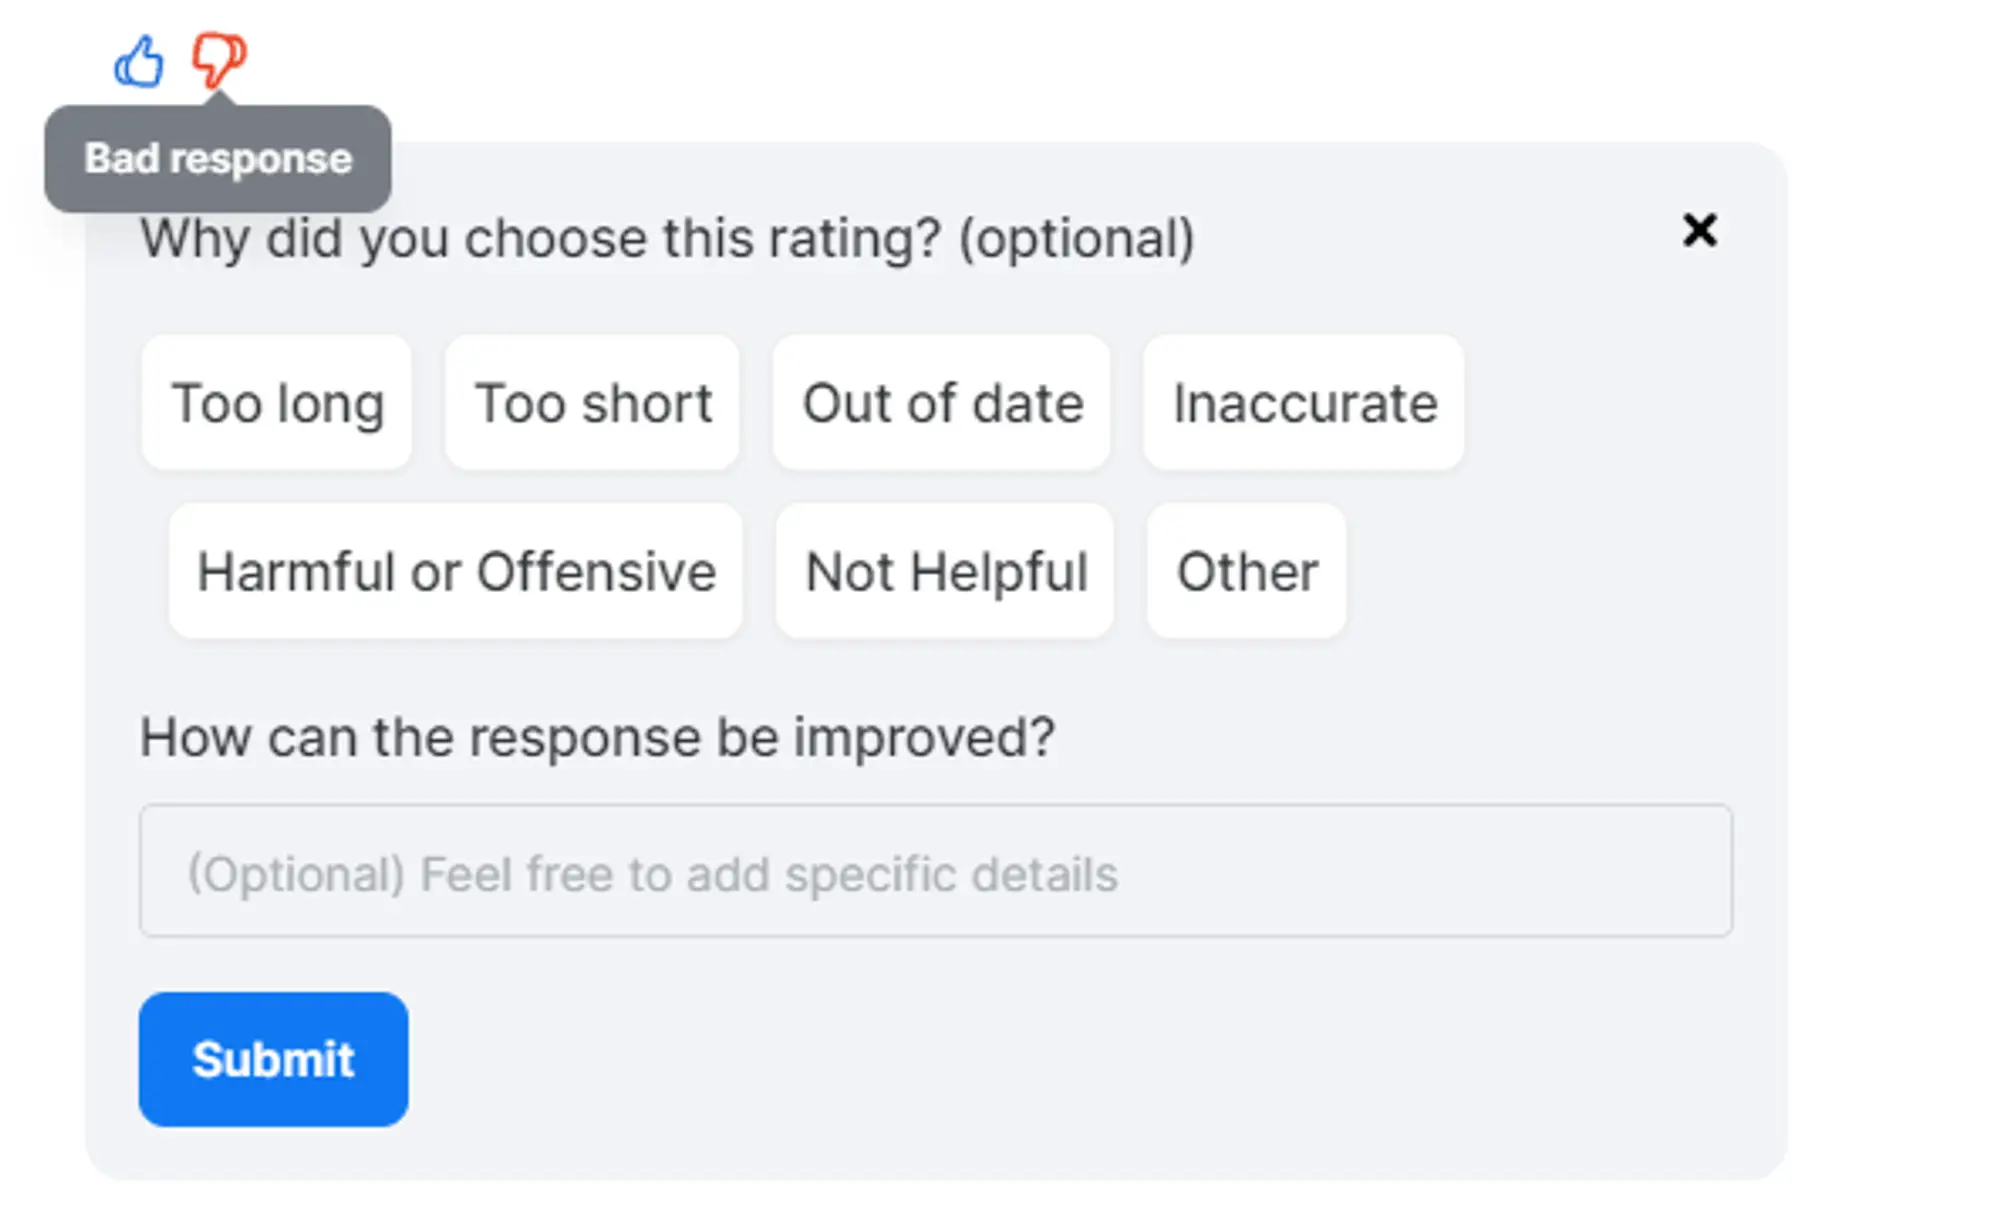 Bad response
Why did you choose this rating? (optional)
Too long Too short Out of date Inaccurate
Harmful or Offensive Not Helpful Other
How can the response be improved?
(Optional) Feel free to add specific details
Submit